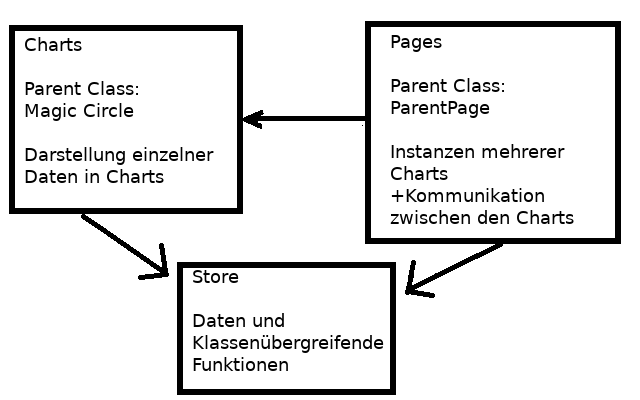 Charts
Parent Class:
Magic Circle
Darstellung einzelner
Daten in Charts
Pages
Parent Class:
ParentPage
Instanzen mehrerer
Charts
+Kommunikation
zwischen den Charts
Store
Daten und
Klassenübergreifende
Funktionen